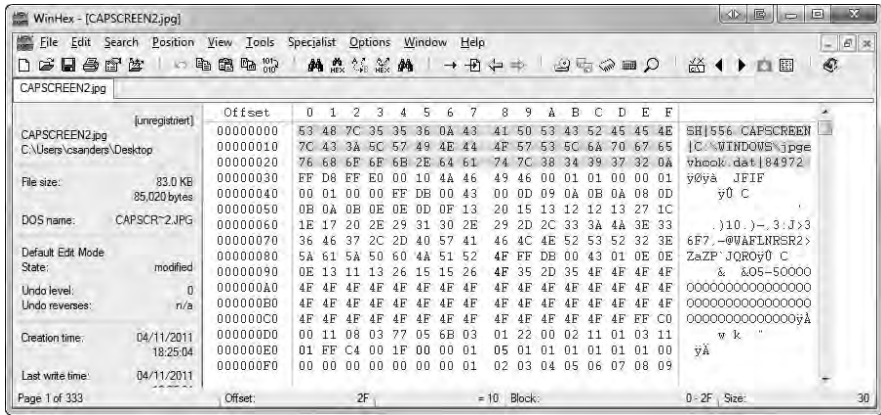 WinHex - [CAPSCREEN2.jpg]
File Edit Search Position View Tools Specialist Options Window Help
CAPSCREEN2.jpg
[unregistriert]
CAPSCREEN2.jpg
C:\Users\csanders\Desktop
File size: 83.0 KB
85,020 bytes
DOS name: CAPSCR~2.JPG
Default Edit Mode
State: modified
Undo level: 0
Undo reverses: n/a
Creation time: 04/11/2011
18:25:04
Last write time: 04/11/2011
Offset 0 1 2 3 4 5 6 7 8 9 A B C D E F
00000000 53 48 7C 35 35 36 0A 43 41 50 53 43 52 45 45 4E SH|556 CAPSCREEN
00000010 7C 43 3A 5C 57 49 4E 44 4F 57 53 5C 6A 70 67 65 |C:\WINDOWS\jpge
00000020 76 68 6F 6F 6B 2E 64 61 74 7C 38 34 39 37 32 0A vhook.dat|84972
00000030 FF D8 FF E0 00 10 4A 46 49 46 00 01 01 00 00 01 ÿØÿà JFIF
00000040 00 01 00 00 FF DB 00 43 00 0D 09 0A 0B 0A 08 0D ÿÛ C
00000050 0B 0A 0B 0E 0E 0D 0F 13 20 15 13 12 12 13 27 1C '
00000060 1E 17 20 2E 29 31 30 2E 29 2D 2C 33 3A 4A 3E 33 .)10.)-,3:J>3
00000070 36 46 37 2C 2D 40 57 41 46 4C 4E 52 53 52 32 3E 6F7,-@WAFLNRSR2>
00000080 5A 61 5A 50 60 4A 51 52 4F FF DB 00 43 01 0E 0E ZaZP`JQROÿÛ C
00000090 0E 13 11 13 26 15 15 26 4F 35 2D 35 4F 4F 4F 4F & &O5-5OOOO
000000A0 4F 4F 4F 4F 4F 4F 4F 4F 4F 4F 4F 4F 4F 4F 4F 4F OOOOOOOOOOOOOOOO
000000B0 4F 4F 4F 4F 4F 4F 4F 4F 4F 4F 4F 4F 4F 4F 4F 4F OOOOOOOOOOOOOOOO
000000C0 4F 4F 4F 4F 4F 4F 4F 4F 4F 4F 4F 4F 4F 4F FF C0 OOOOOOOOOOOOOOÿÀ
000000D0 00 11 08 03 77 05 6B 03 01 22 00 02 11 01 03 11 w k "
000000E0 01 FF C4 00 1F 00 00 01 05 01 01 01 01 01 01 00 ÿÄ
000000F0 00 00 00 00 00 00 00 01 02 03 04 05 06 07 08 09
Page 1 of 333 Offset: 2F = 10 Block: 0 - 2F Size: 30